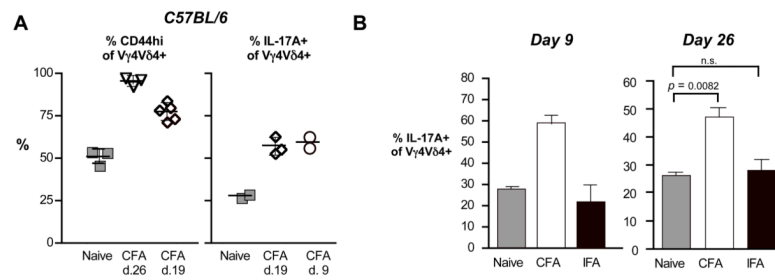 A
C57BL/6
% CD44hi
of Vγ4Vδ4+
% IL-17A+
of Vγ4Vδ4+
%
100
75
50
25
0
Naive CFA CFA
d.26 d.19
Naive CFA CFA
d.19 d. 9
B
Day 9
Day 26
% IL-17A+
of Vγ4Vδ4+
80
70
60
50
40
30
20
10
0
Naive CFA IFA
n.s.
p = 0.0082
60
50
40
30
20
10
0
Naive CFA IFA